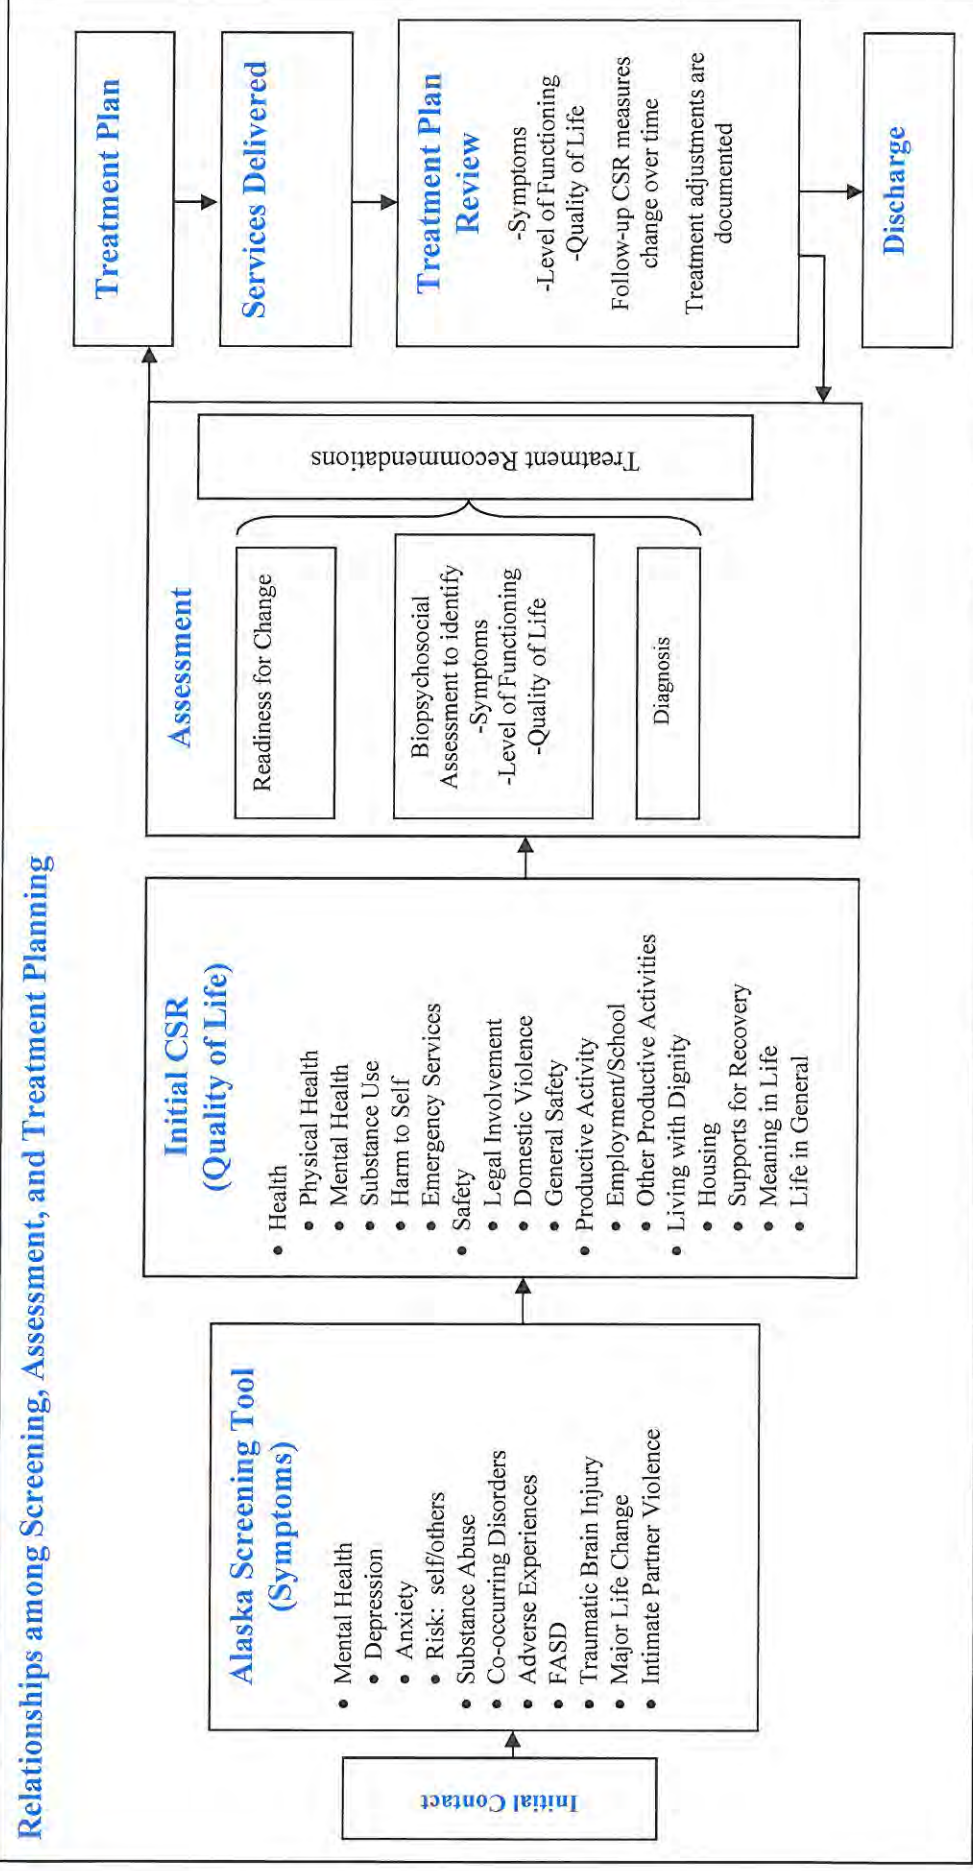 Relationships among Screening, Assessment, and Treatment Planning
Initial Contact
Alaska Screening Tool
(Symptoms)
• Mental Health
• Depression
• Anxiety
• Risk: self/others
• Substance Abuse
• Co-occurring Disorders
• Adverse Experiences
• FASD
• Traumatic Brain Injury
• Major Life Change
• Intimate Partner Violence
Initial CSR
(Quality of Life)
• Health
• Physical Health
• Mental Health
• Substance Use
• Harm to Self
• Emergency Services
• Safety
• Legal Involvement
• Domestic Violence
• General Safety
• Productive Activity
• Employment/School
• Other Productive Activities
• Living with Dignity
• Housing
• Supports for Recovery
• Meaning in Life
• Life in General
Assessment
Readiness for Change
Biopsychosocial
Assessment to identify
-Symptoms
-Level of Functioning
-Quality of Life
Diagnosis
Treatment Recommendations
Treatment Plan
Services Delivered
Treatment Plan
Review
-Symptoms
-Level of Functioning
-Quality of Life
Follow-up CSR measures
change over time
Treatment adjustments are
documented
Discharge